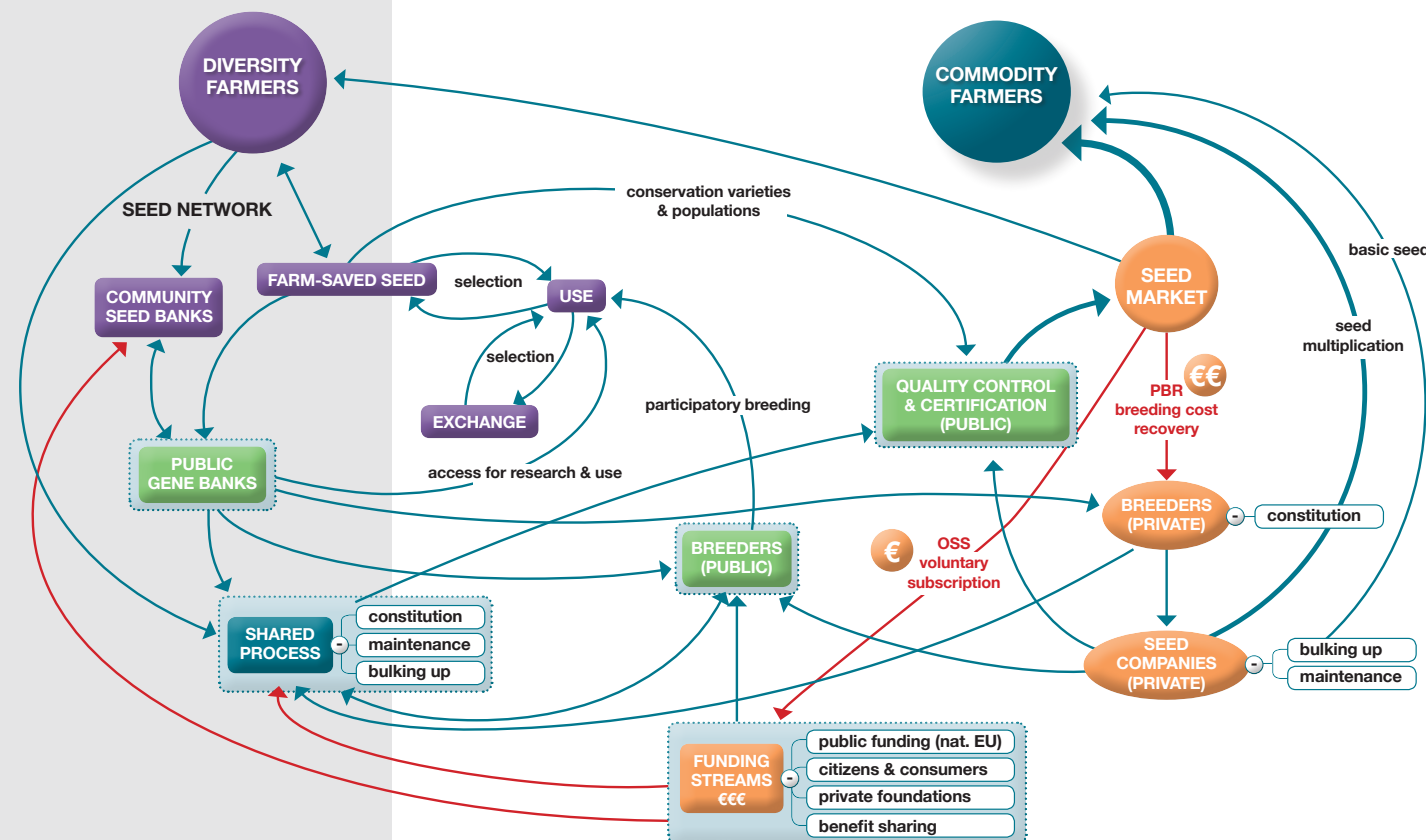 DIVERSITY
FARMERS
COMMODITY
FARMERS
SEED NETWORK
conservation varieties
& populations
basic seed
FARM-SAVED SEED
selection
USE
SEED
MARKET
COMMUNITY
SEED BANKS
seed
multiplication
selection
EXCHANGE
participatory breeding
QUALITY CONTROL
& CERTIFICATION
(PUBLIC)
€€
PBR
breeding cost
recovery
PUBLIC
GENE BANKS
access for research & use
BREEDERS
(PRIVATE)
-
constitution
BREEDERS
(PUBLIC)
€
OSS
voluntary
subscription
SHARED
PROCESS
-
constitution
maintenance
bulking up
SEED
COMPANIES
(PRIVATE)
-
bulking up
maintenance
FUNDING
STREAMS
€€€
-
public funding (nat. EU)
citizens & consumers
private foundations
benefit sharing